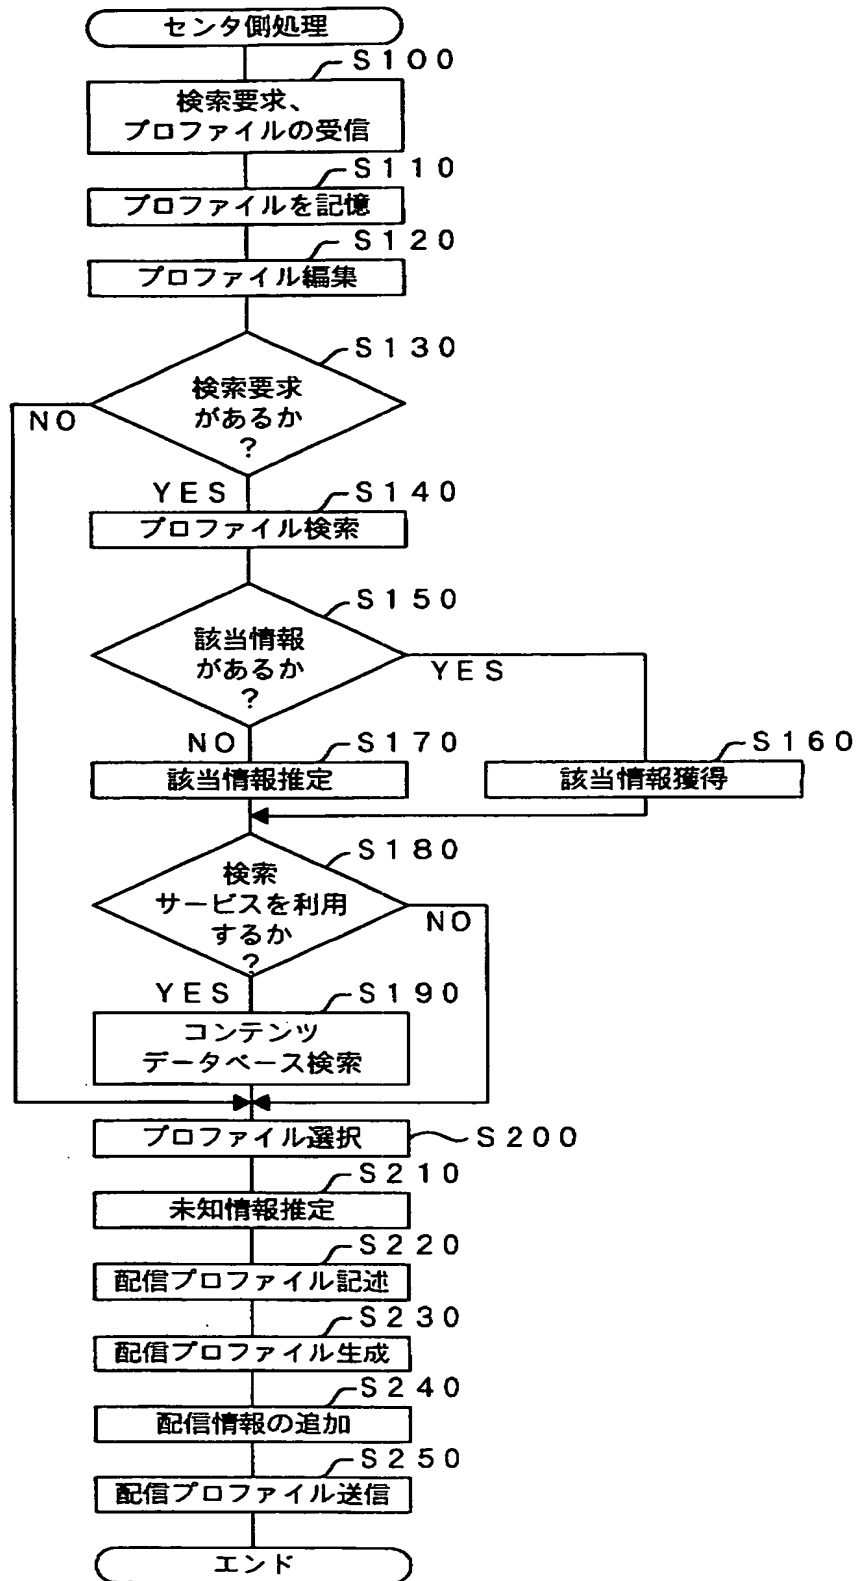 センタ側処理
S100
検索要求、
プロファイルの受信
S110
プロファイルを記憶
S120
プロファイル編集
S130
検索要求
があるか
?
NO
YES
S140
プロファイル検索
S150
該当情報
があるか
?
YES
NO
S170
該当情報推定
S160
該当情報獲得
S180
検索
サービスを利用
するか
?
NO
YES
S190
コンテンツ
データベース検索
プロファイル選択
S200
S210
未知情報推定
S220
配信プロファイル記述
S230
配信プロファイル生成
S240
配信情報の追加
S250
配信プロファイル送信
エンド